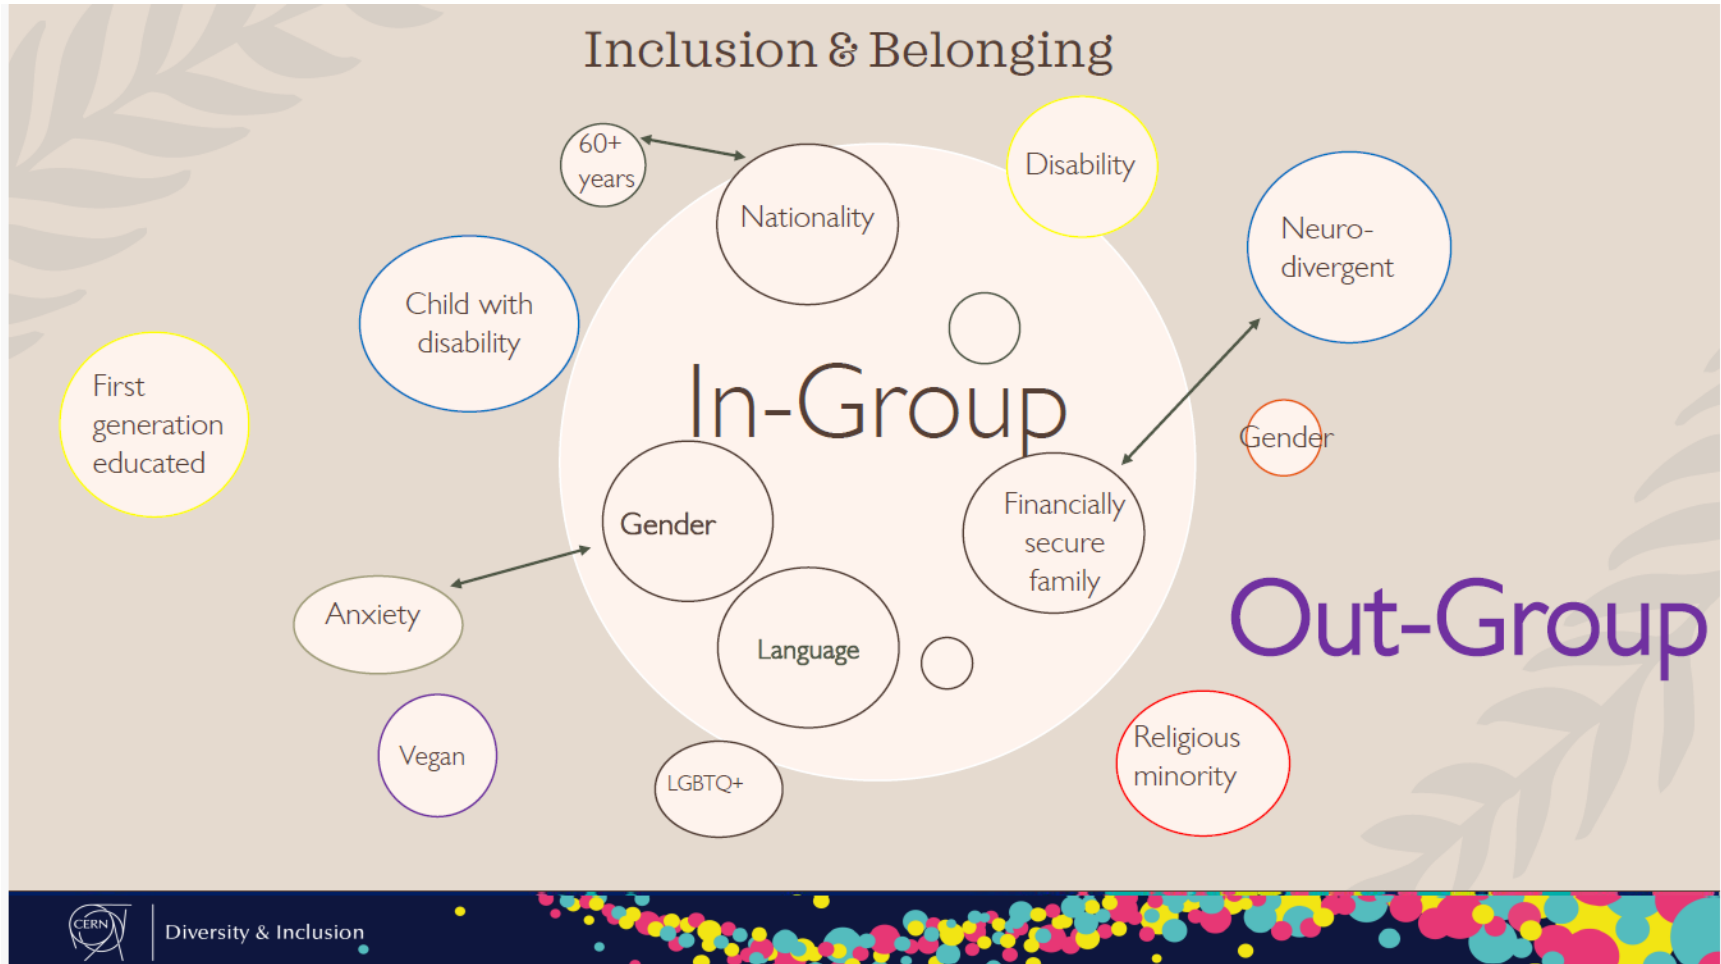 Inclusion & Belonging
60+
years
Nationality
Disability
Neuro-
divergent
Child with
disability
First
generation
educated
In-Group
Gender
Gender
Financially
secure
family
Anxiety
Language
Out-Group
Vegan
LGBTQ+
Religious
minority
CERN
Diversity & Inclusion